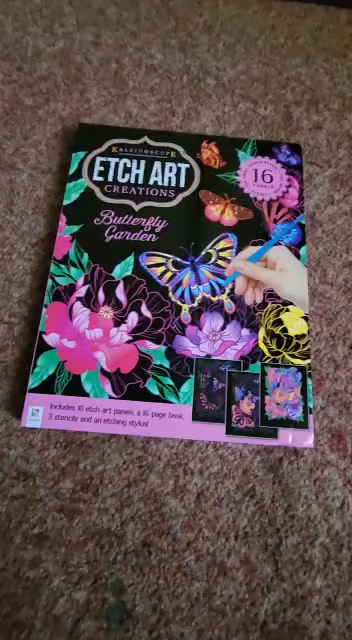 KALEIDOSCOPE
ETCH ART
CREATIONS
Butterfly
Garden
16
Includes 16 etch-art panels, a 16-page book,
3 stencils and an etching stylus!